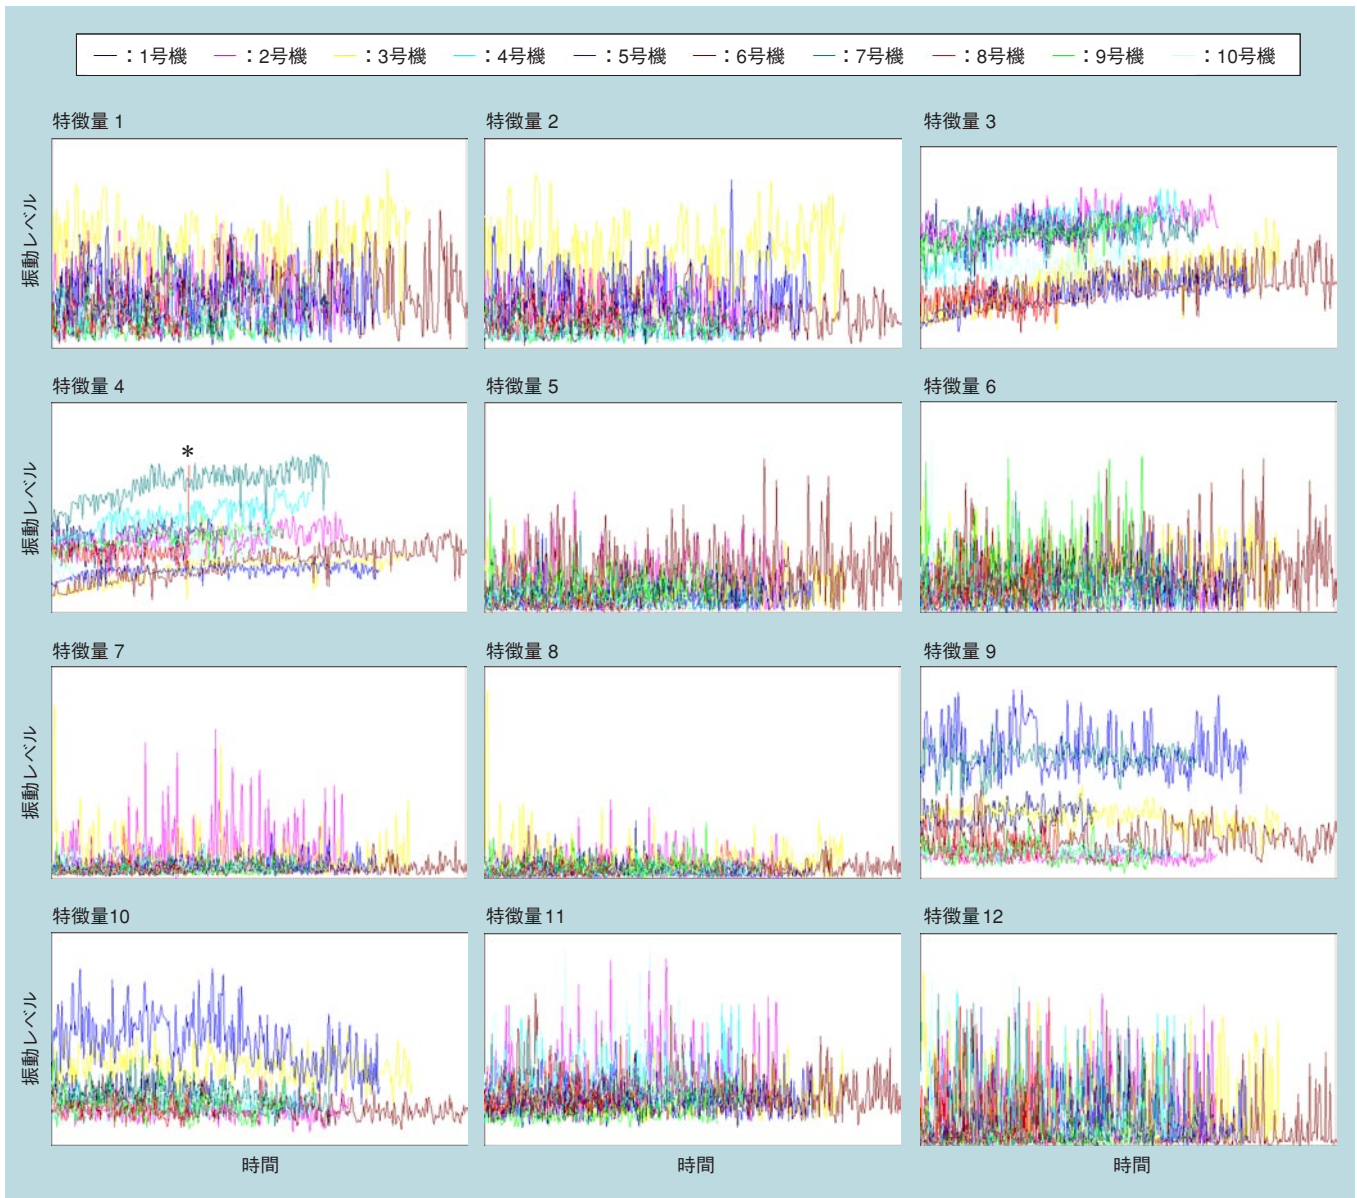 ：1号機 ：2号機 ：3号機 ：4号機 ：5号機 ：6号機 ：7号機 ：8号機 ：9号機 ：10号機
特徴量 1 特徴量 2 特徴量 3
振動レベル
特徴量 4 特徴量 5 特徴量 6
*
振動レベル
特徴量 7 特徴量 8 特徴量 9
振動レベル
特徴量10 特徴量11 特徴量12
振動レベル
時間 時間 時間